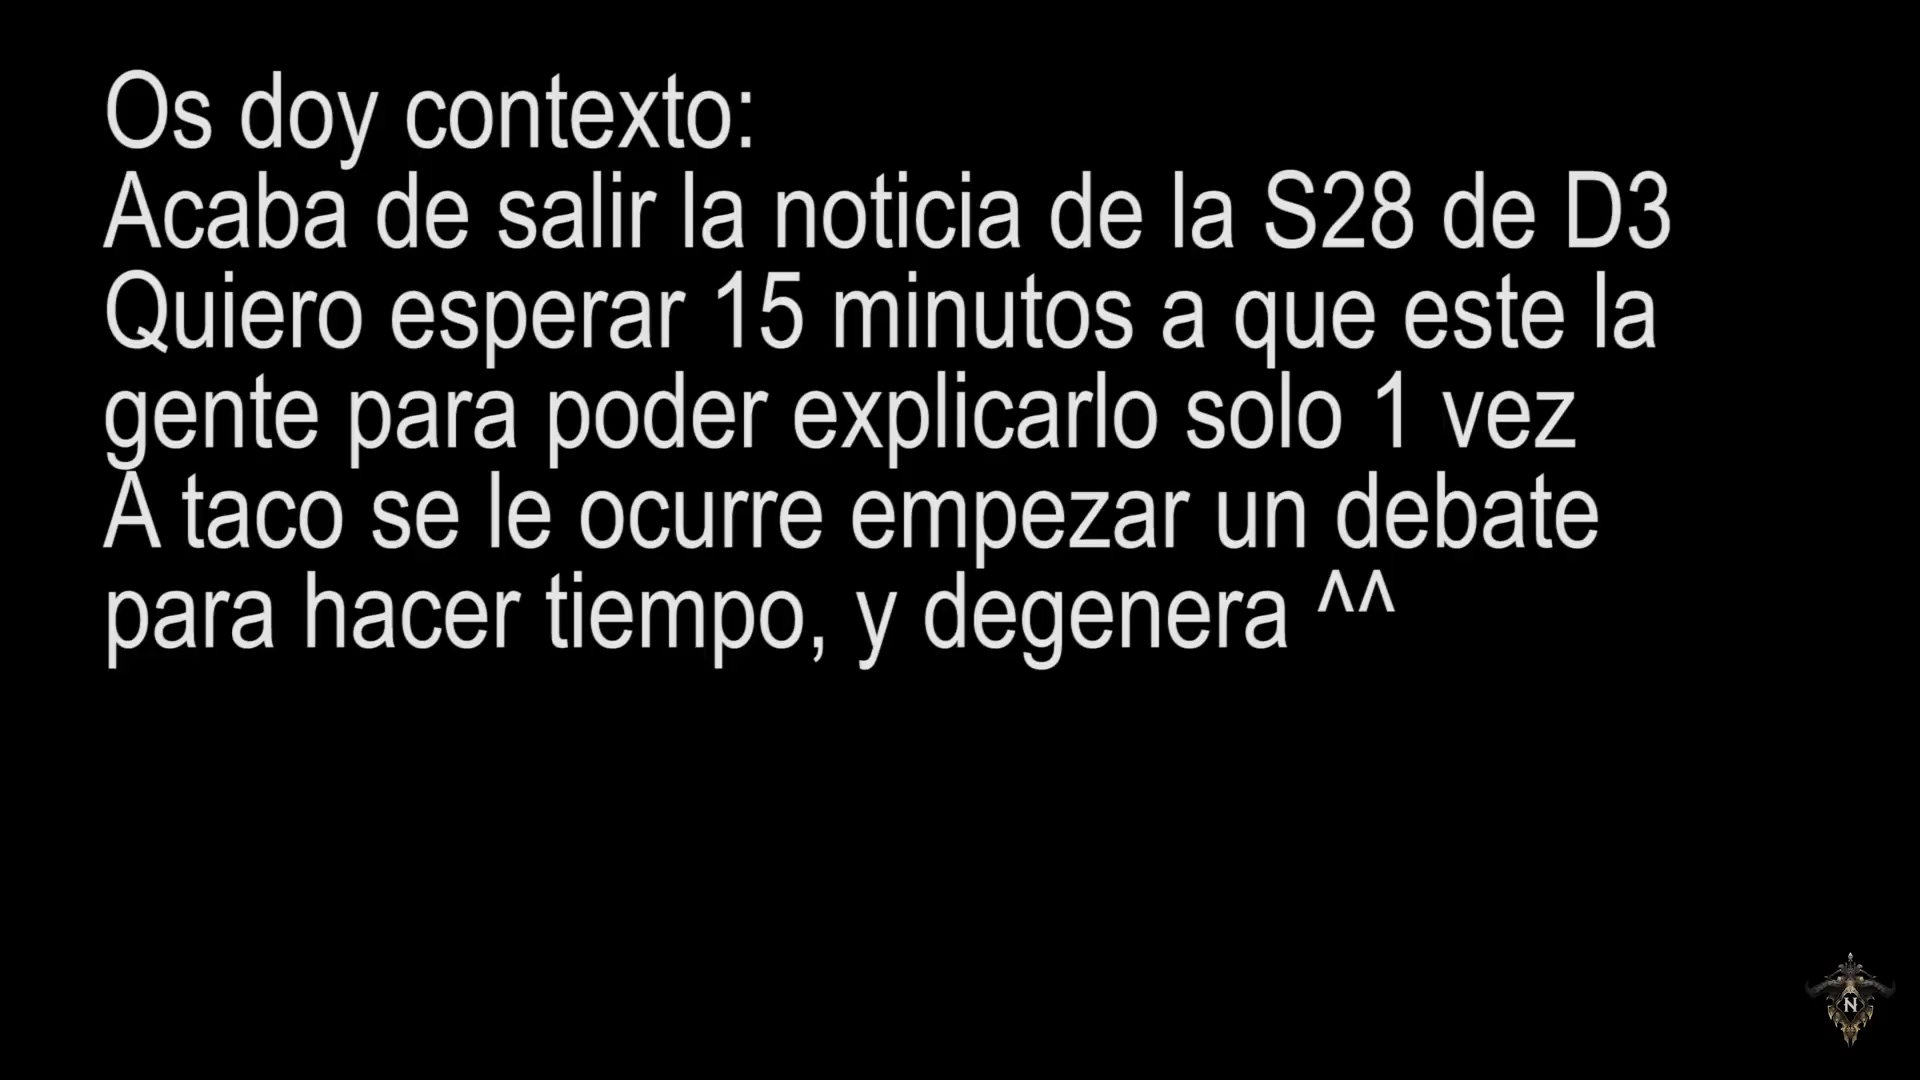 Os doy contexto:
Acaba de salir la noticia de la S28 de D3
Quiero esperar 15 minutos a que este la
gente para poder explicarlo solo 1 vez
A taco se le ocurre empezar un debate
para hacer tiempo, y degenera ^^
N